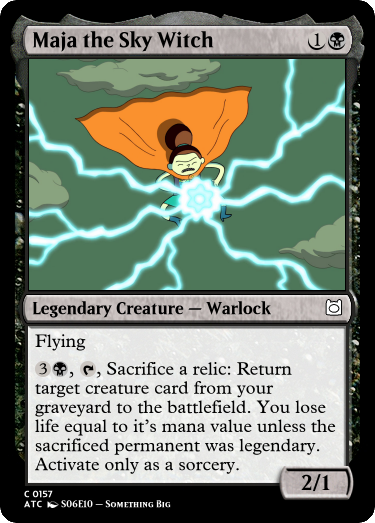 Maja the Sky Witch 1
Legendary Creature — Warlock
Flying
3, , Sacrifice a relic: Return
target creature card from your
graveyard to the battlefield. You lose
life equal to it's mana value unless the
sacrificed permanent was legendary.
Activate only as a sorcery.
2/1
C 0157
ATC S06E10 — Something Big